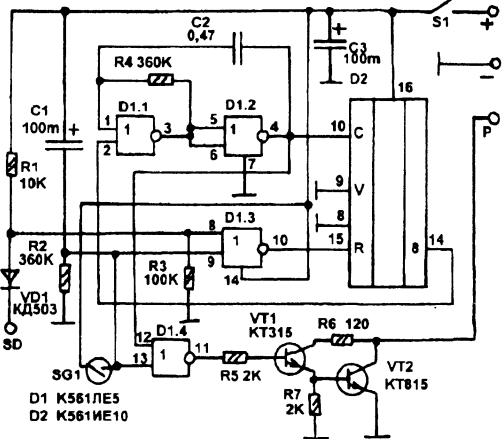 C2
0,47
S1
+
R4 360K
+
C3
100m
D2
−
16
C1
100m
+
D1.1
D1.2
P
1
1
3
5
1
4
10
C
2
6
7
R1
10K
9
V
D1.3
8
8
1
10
15
R
8
14
R2
360K
9
R3
100K
14
VD1
КД503
VT1
КТ315
R6 120
SD
12
D1.4
1
11
VT2
КТ815
SG1
13
R5 2K
R7
2K
D1 К561ЛЕ5
D2 К561ИЕ10